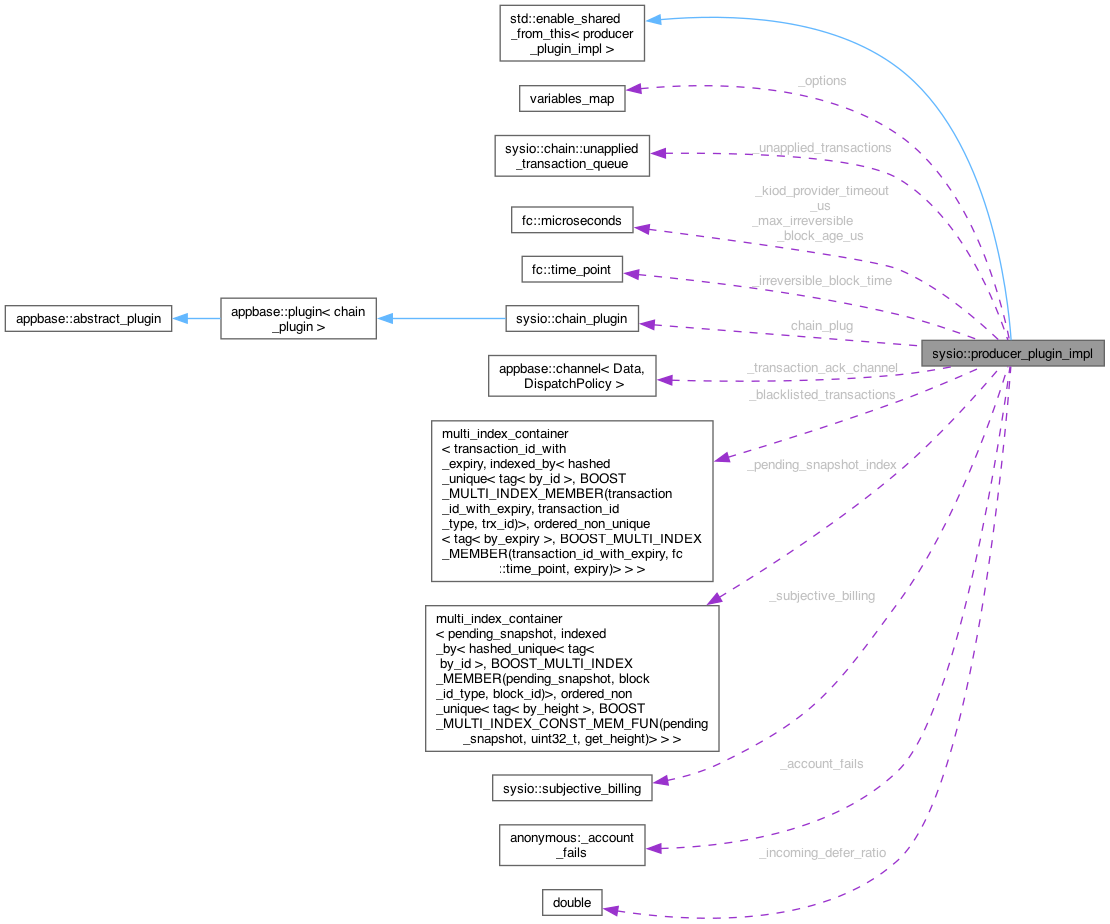 std::enable_shared
_from_this< producer
_plugin_impl >
_options
variables_map
_unapplied_transactions
sysio::chain::unapplied
_transaction_queue
_kiod_provider_timeout
_us
_max_irreversible
_block_age_us
fc::microseconds
fc::time_point
_irreversible_block_time
appbase::abstract_plugin
appbase::plugin< chain
_plugin >
sysio::chain_plugin
chain_plug
sysio::producer_plugin_impl
appbase::channel< Data,
DispatchPolicy >
_transaction_ack_channel
_blacklisted_transactions
multi_index_container
< transaction_id_with
_expiry, indexed_by< hashed
_unique< tag< by_id >, BOOST
_MULTI_INDEX_MEMBER(transaction
_id_with_expiry, transaction_id
_type, trx_id)>, ordered_non_unique
< tag< by_expiry >, BOOST_MULTI_INDEX
_MEMBER(transaction_id_with_expiry, fc
::time_point, expiry)> > >
_pending_snapshot_index
multi_index_container
< pending_snapshot, indexed
_by< hashed_unique< tag<
by_id >, BOOST_MULTI_INDEX
_MEMBER(pending_snapshot, block
_id_type, block_id)>, ordered_non
_unique< tag< by_height >, BOOST
_MULTI_INDEX_CONST_MEM_FUN(pending
_snapshot, uint32_t, get_height)> > >
_subjective_billing
sysio::subjective_billing
_account_fails
anonymous:_account
_fails
_incoming_defer_ratio
double